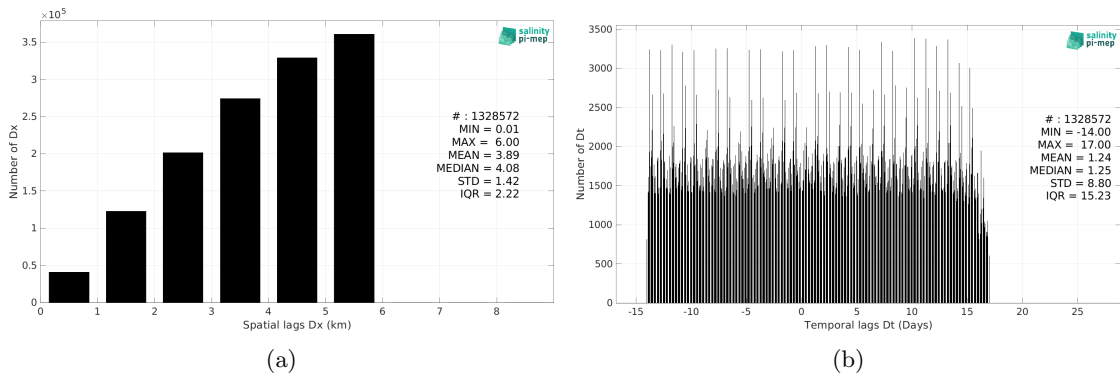 ×10⁵
3.5
3
2.5
2
1.5
1
0.5
0
Number of Dx
0 1 2 3 4 5 6 7 8
Spatial lags Dx (km)
salinity
pi-mep
# : 1328572
MIN = 0.01
MAX = 6.00
MEAN = 3.89
MEDIAN = 4.08
STD = 1.42
IQR = 2.22
(a)
3500
3000
2500
2000
1500
1000
500
0
Number of Dt
-15 -10 -5 0 5 10 15 20 25
Temporal lags Dt (Days)
salinity
pi-mep
# : 1328572
MIN = -14.00
MAX = 17.00
MEAN = 1.24
MEDIAN = 1.25
STD = 8.80
IQR = 15.23
(b)